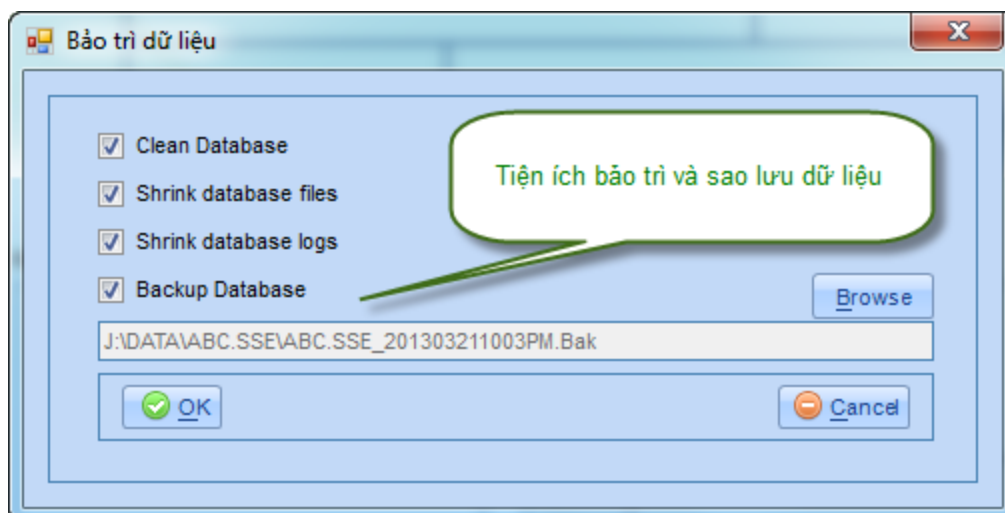 Bảo trì dữ liệu
Clean Database
Tiện ích bảo trì và sao lưu dữ liệu
Shrink database files
Shrink database logs
Backup Database
Browse
J:\DATA\ABC.SSE\ABC.SSE_201303211003PM.Bak
OK
Cancel